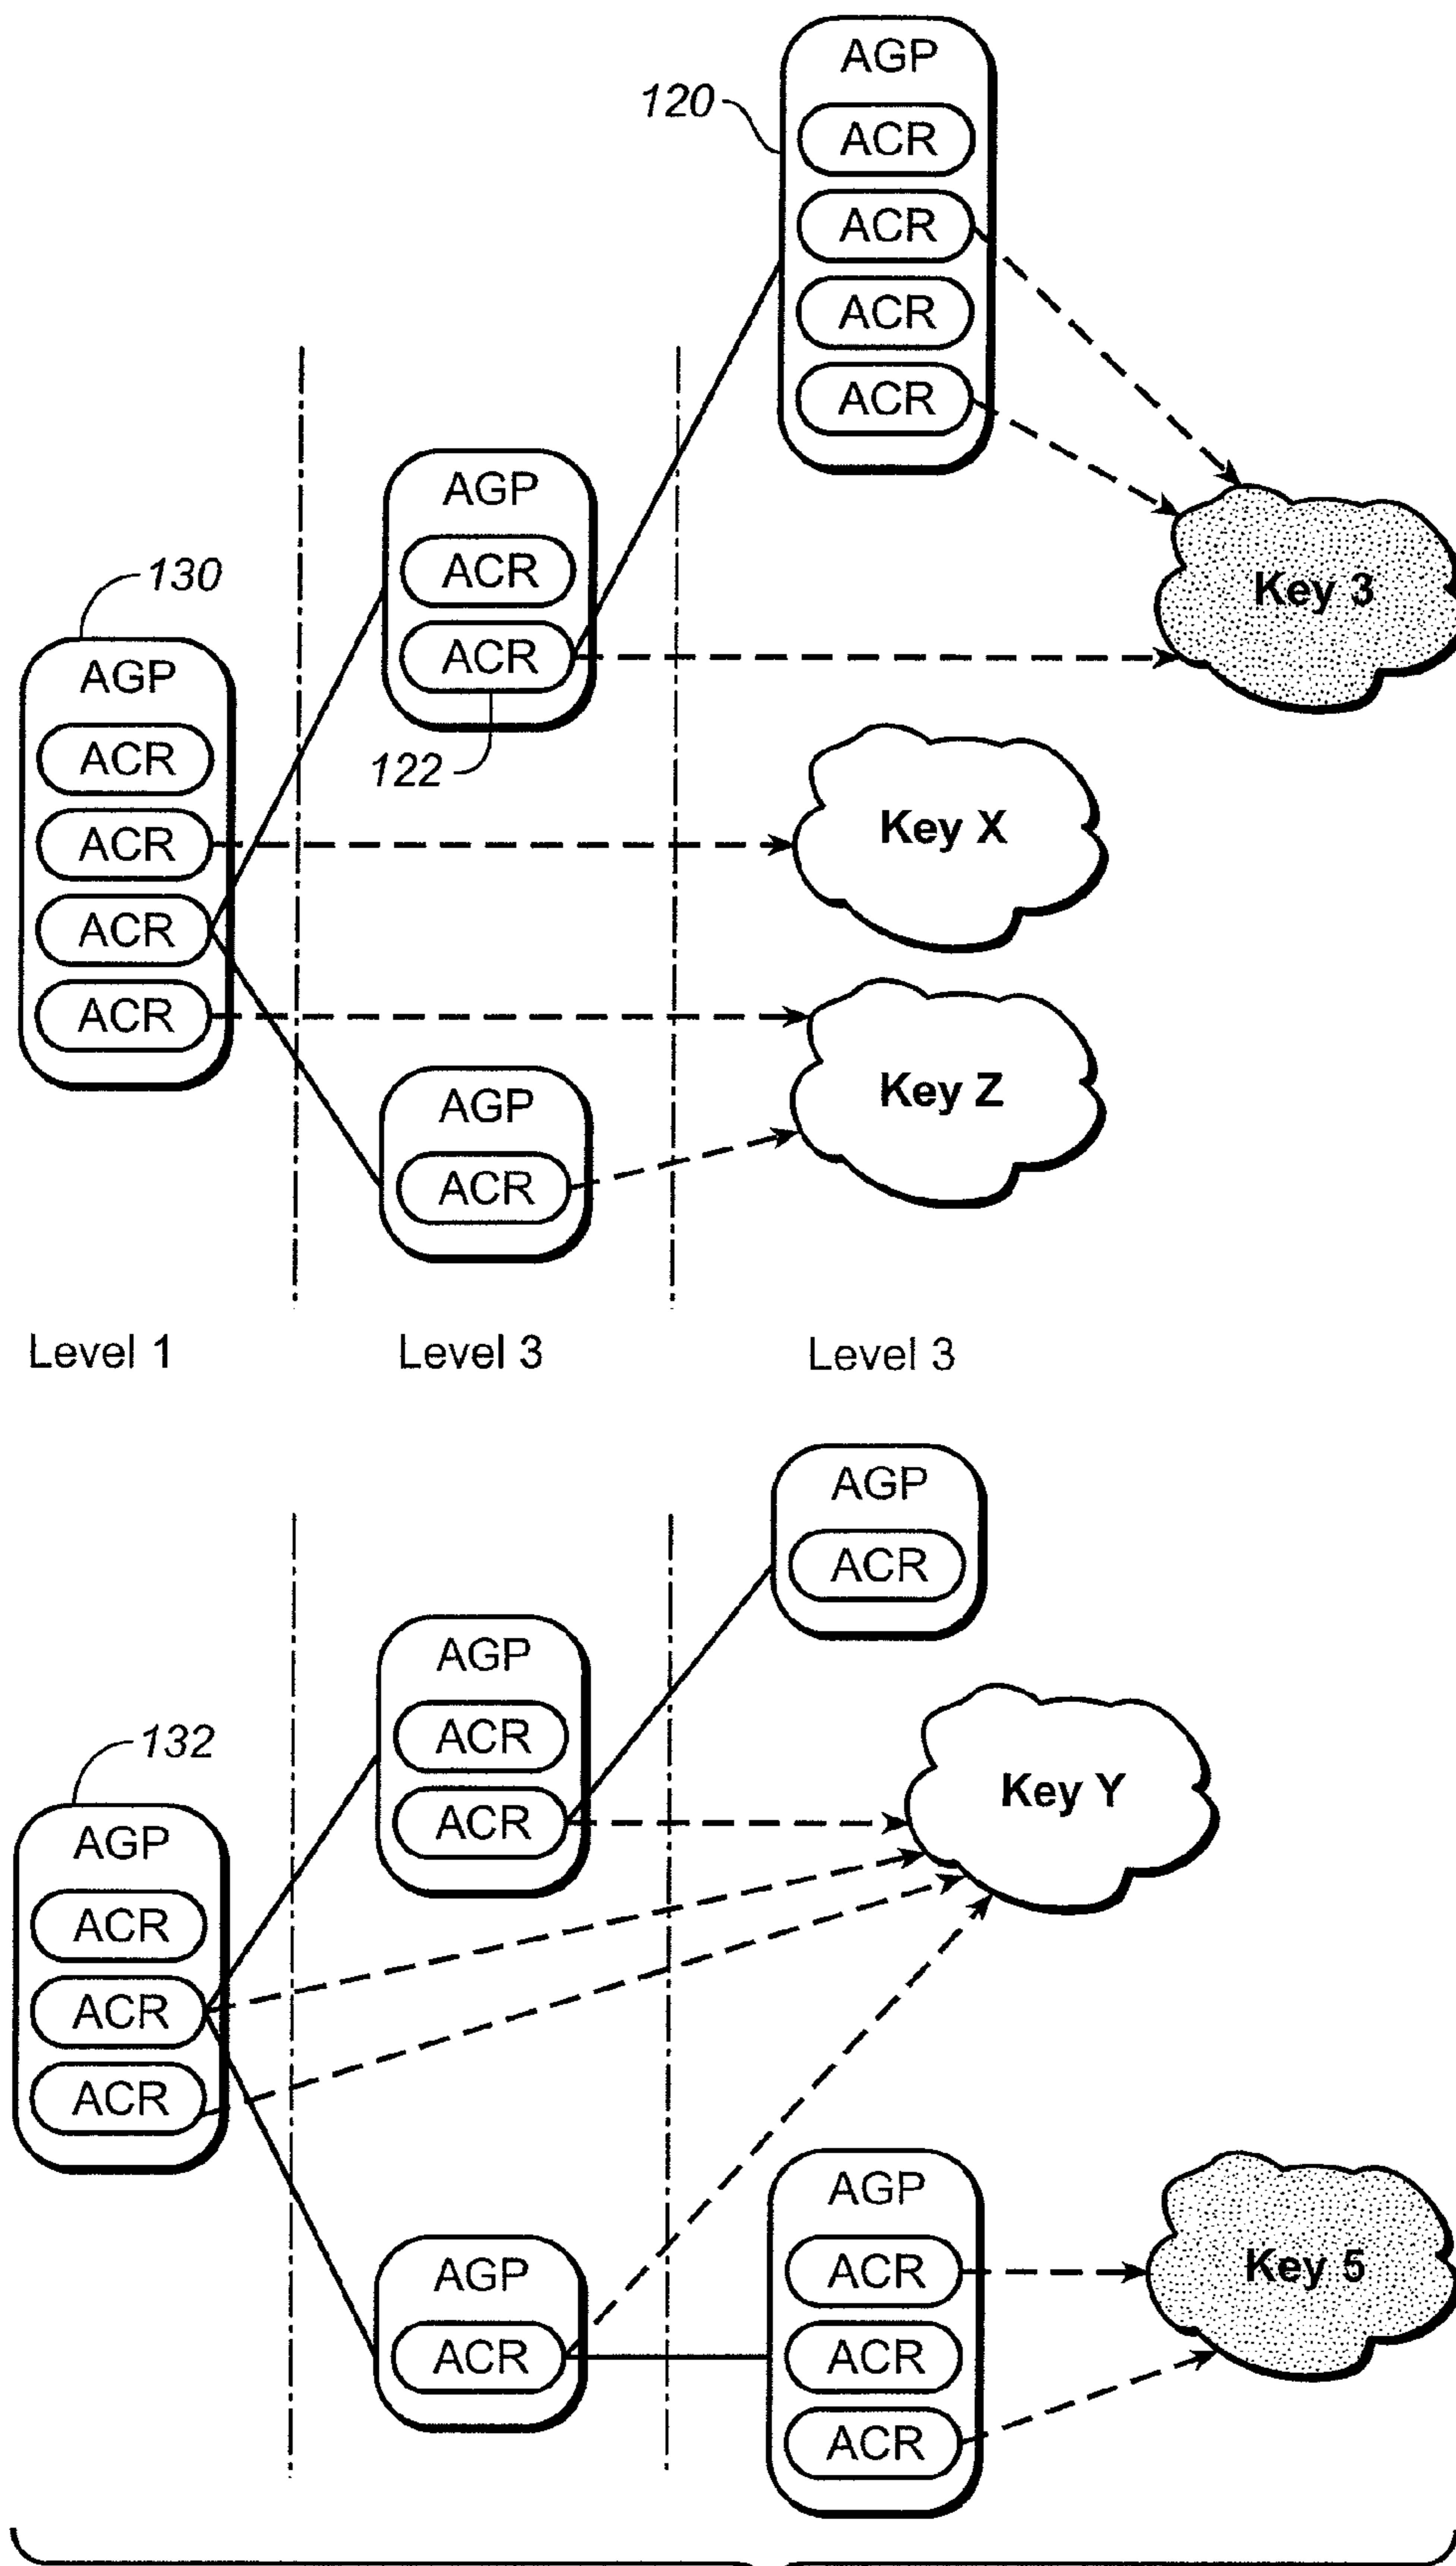 AGP
120
ACR
ACR
ACR
ACR
AGP
130
ACR
Key 3
ACR
AGP
122
ACR
ACR
Key X
ACR
ACR
AGP
Key Z
ACR
Level 1
Level 3
Level 3
AGP
ACR
AGP
132
ACR
Key Y
ACR
AGP
ACR
ACR
ACR
AGP
AGP
ACR
Key 5
ACR
ACR
ACR